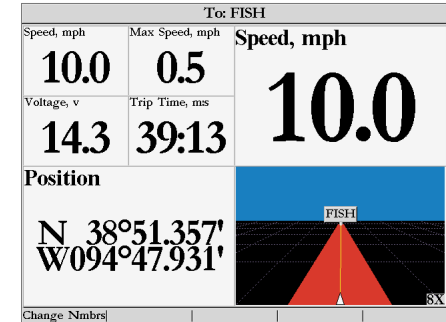 To: FISH
Speed, mph
10.0
Max Speed, mph
0.5
Speed, mph
10.0
Voltage, v
14.3
Trip Time, ms
39:13
Position
N 38°51.357'
W094°47.931'
FISH
8X
Change Nmbrs